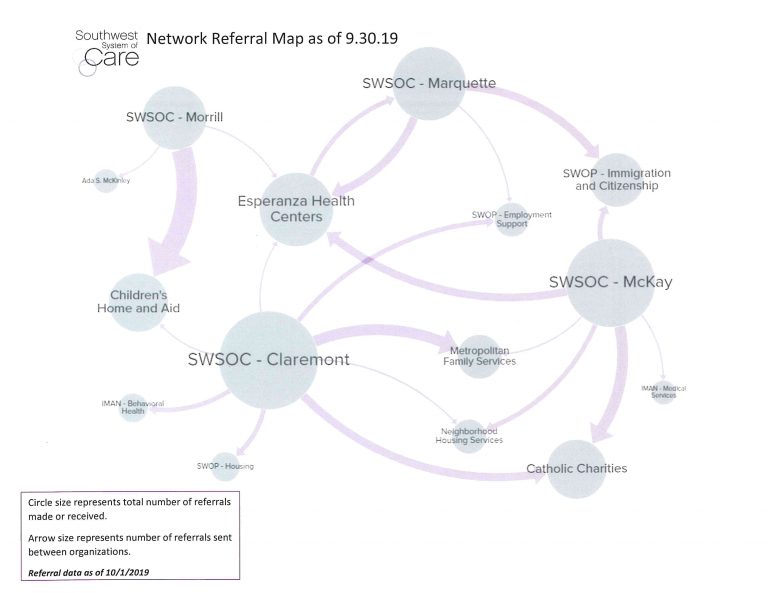 Southwest
System of
Care
Network Referral Map as of 9.30.19
SWSOC - Marquette
SWSOC - Morrill
SWOP - Immigration
and Citizenship
Ada S. McKinley
Esperanza Health
Centers
SWOP - Employment
Support
SWSOC - McKay
Children's
Home and Aid
SWSOC - Claremont
Metropolitan
Family Services
IMAN - Medical
Services
IMAN - Behavioral
Health
Neighborhood
Housing Services
SWOP - Housing
Catholic Charities
Circle size represents total number of referrals
made or received.
Arrow size represents number of referrals sent
between organizations.
Referral data as of 10/1/2019